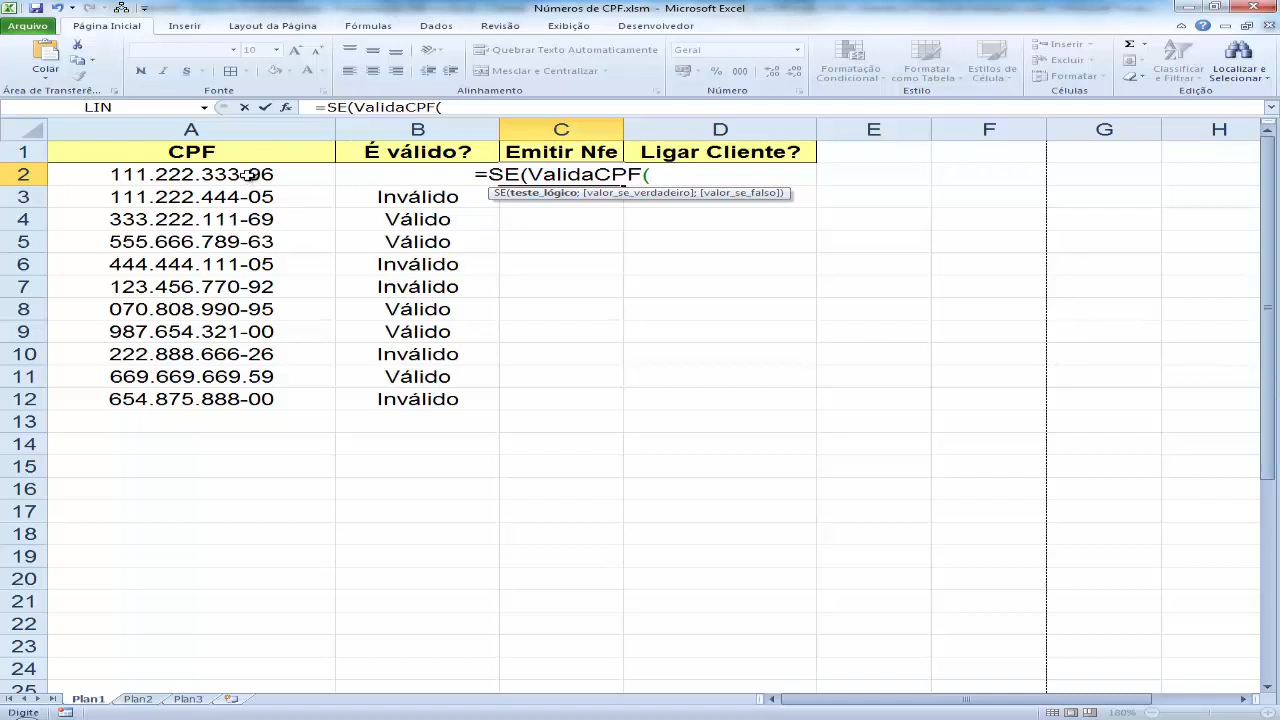 Números de CPF.xlsm - Microsoft Excel
Arquivo Página Inicial Inserir Layout da Página Fórmulas Dados Revisão Exibição Desenvolvedor
Colar
N I S
10 A A
Quebrar Texto Automaticamente
Mesclar e Centralizar
Geral
% 000
Formatação Condicional
Formatar como Tabela
Estilos de Célula
Inserir
Excluir
Formatar
Σ
Classificar e Filtrar
Localizar e Selecionar
Área de Transferê... Fonte Alinhamento Número Estilo Células Edição
LIN fx =SE(ValidaCPF(
A B C D E F G H
1 CPF É válido? Emitir Nfe Ligar Cliente?
2 111.222.333-96 =SE(ValidaCPF(
SE(teste_lógico; [valor_se_verdadeiro]; [valor_se_falso])
3 111.222.444-05 Inválido
4 333.222.111-69 Válido
5 555.666.789-63 Válido
6 444.444.111-05 Inválido
7 123.456.770-92 Inválido
8 070.808.990-95 Válido
9 987.654.321-00 Válido
10 222.888.666-26 Inválido
11 669.669.669.59 Válido
12 654.875.888-00 Inválido
13
14
15
16
17
18
19
20
21
22
23
24
25
Plan1 Plan2 Plan3
Digite 180%